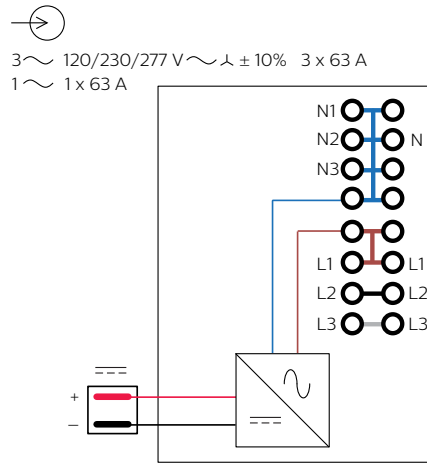 3～ 120/230/277 V～⅄ ± 10% 3 x 63 A
1～ 1 x 63 A
N1
N2 N
N3
L1 L1
L2 L2
L3 L3
+
–